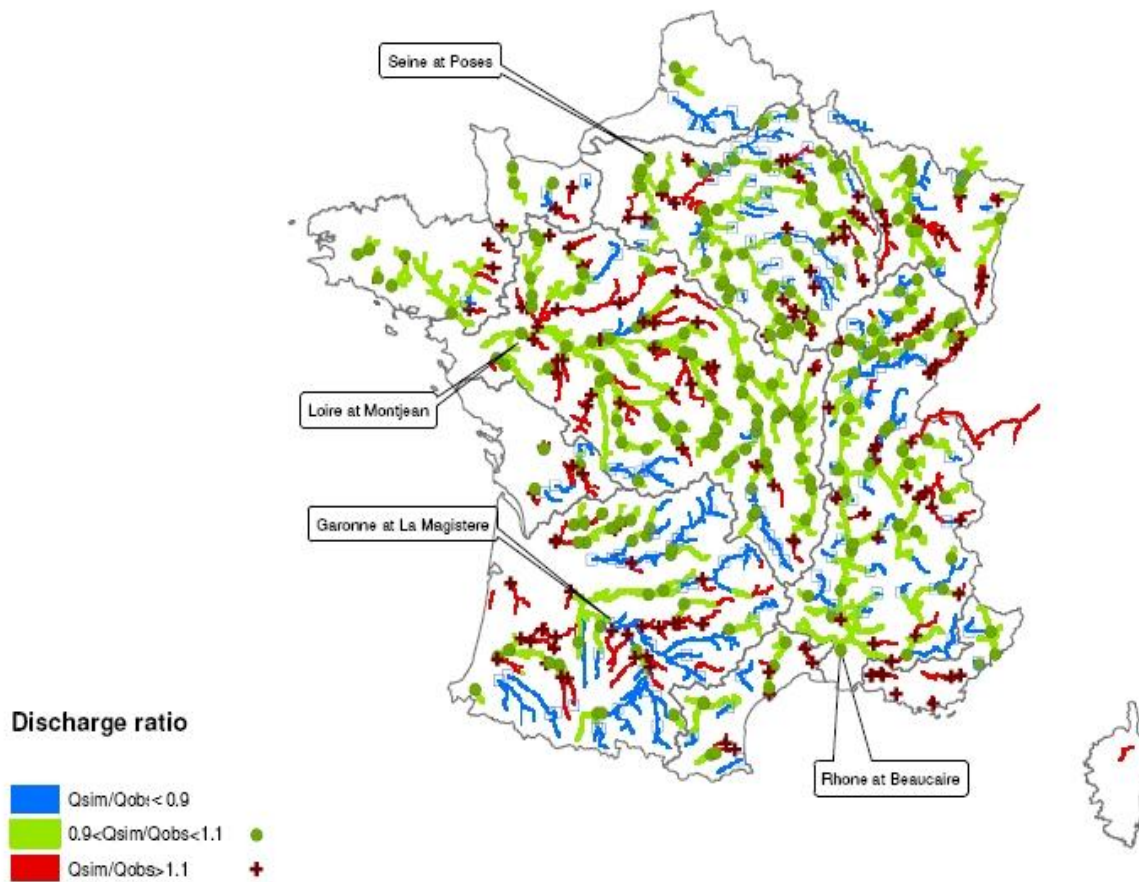 Seine at Poses
Loire at Montjean
Garonne at La Magistere
Rhone at Beaucaire
Discharge ratio
Qsim/Qobs< 0.9
0.9<Qsim/Qobs<1.1
Qsim/Qobs>1.1